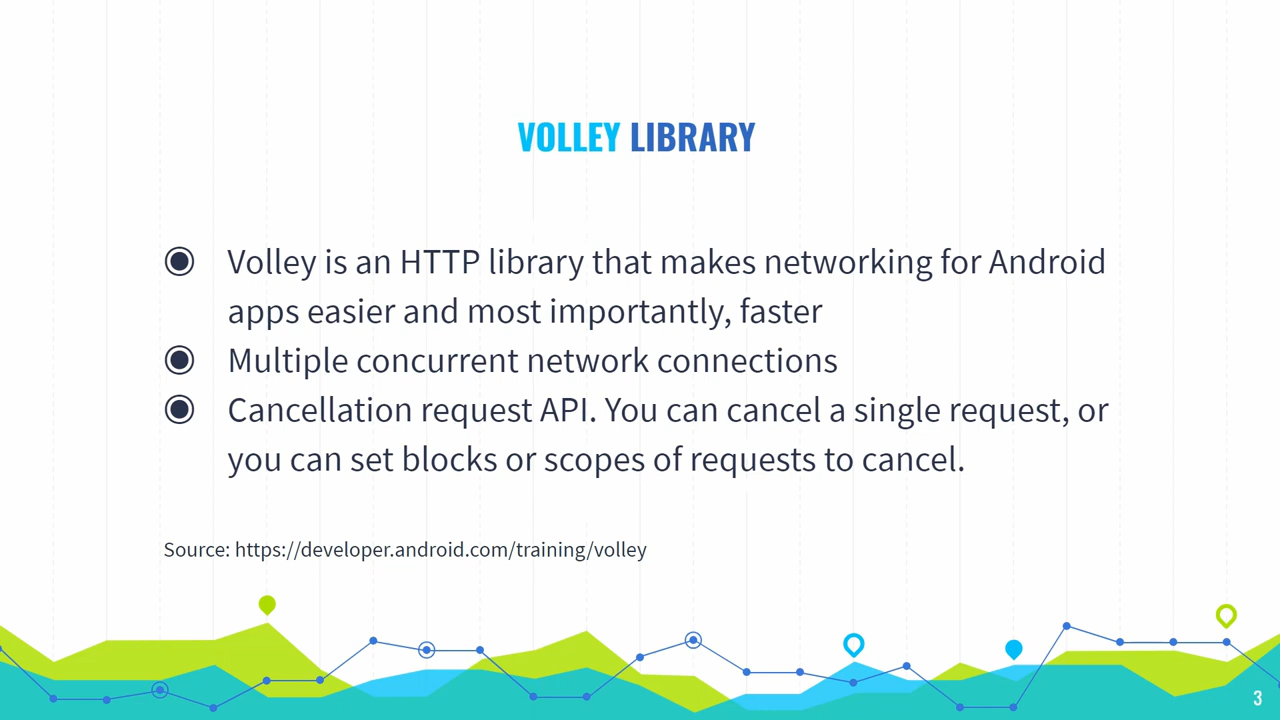 VOLLEY LIBRARY
Volley is an HTTP library that makes networking for Android
apps easier and most importantly, faster
Multiple concurrent network connections
Cancellation request API. You can cancel a single request, or
you can set blocks or scopes of requests to cancel.
Source: https://developer.android.com/training/volley
3